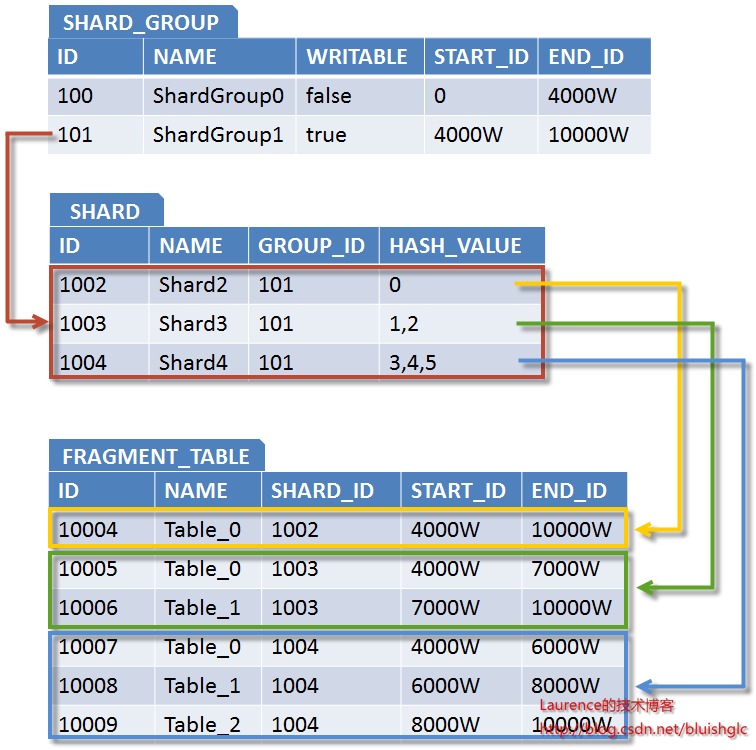 SHARD_GROUP
ID NAME WRITABLE START_ID END_ID
100 ShardGroup0 false 0 4000W
101 ShardGroup1 true 4000W 10000W
SHARD
ID NAME GROUP_ID HASH_VALUE
1002 Shard2 101 0
1003 Shard3 101 1,2
1004 Shard4 101 3,4,5
FRAGMENT_TABLE
ID NAME SHARD_ID START_ID END_ID
10004 Table_0 1002 4000W 10000W
10005 Table_0 1003 4000W 7000W
10006 Table_1 1003 7000W 10000W
10007 Table_0 1004 4000W 6000W
10008 Table_1 1004 6000W 8000W
Laurence的技术博客
10009 Table_2 1004 8000W 10000W
http://blog.csdn.net/bluishglc